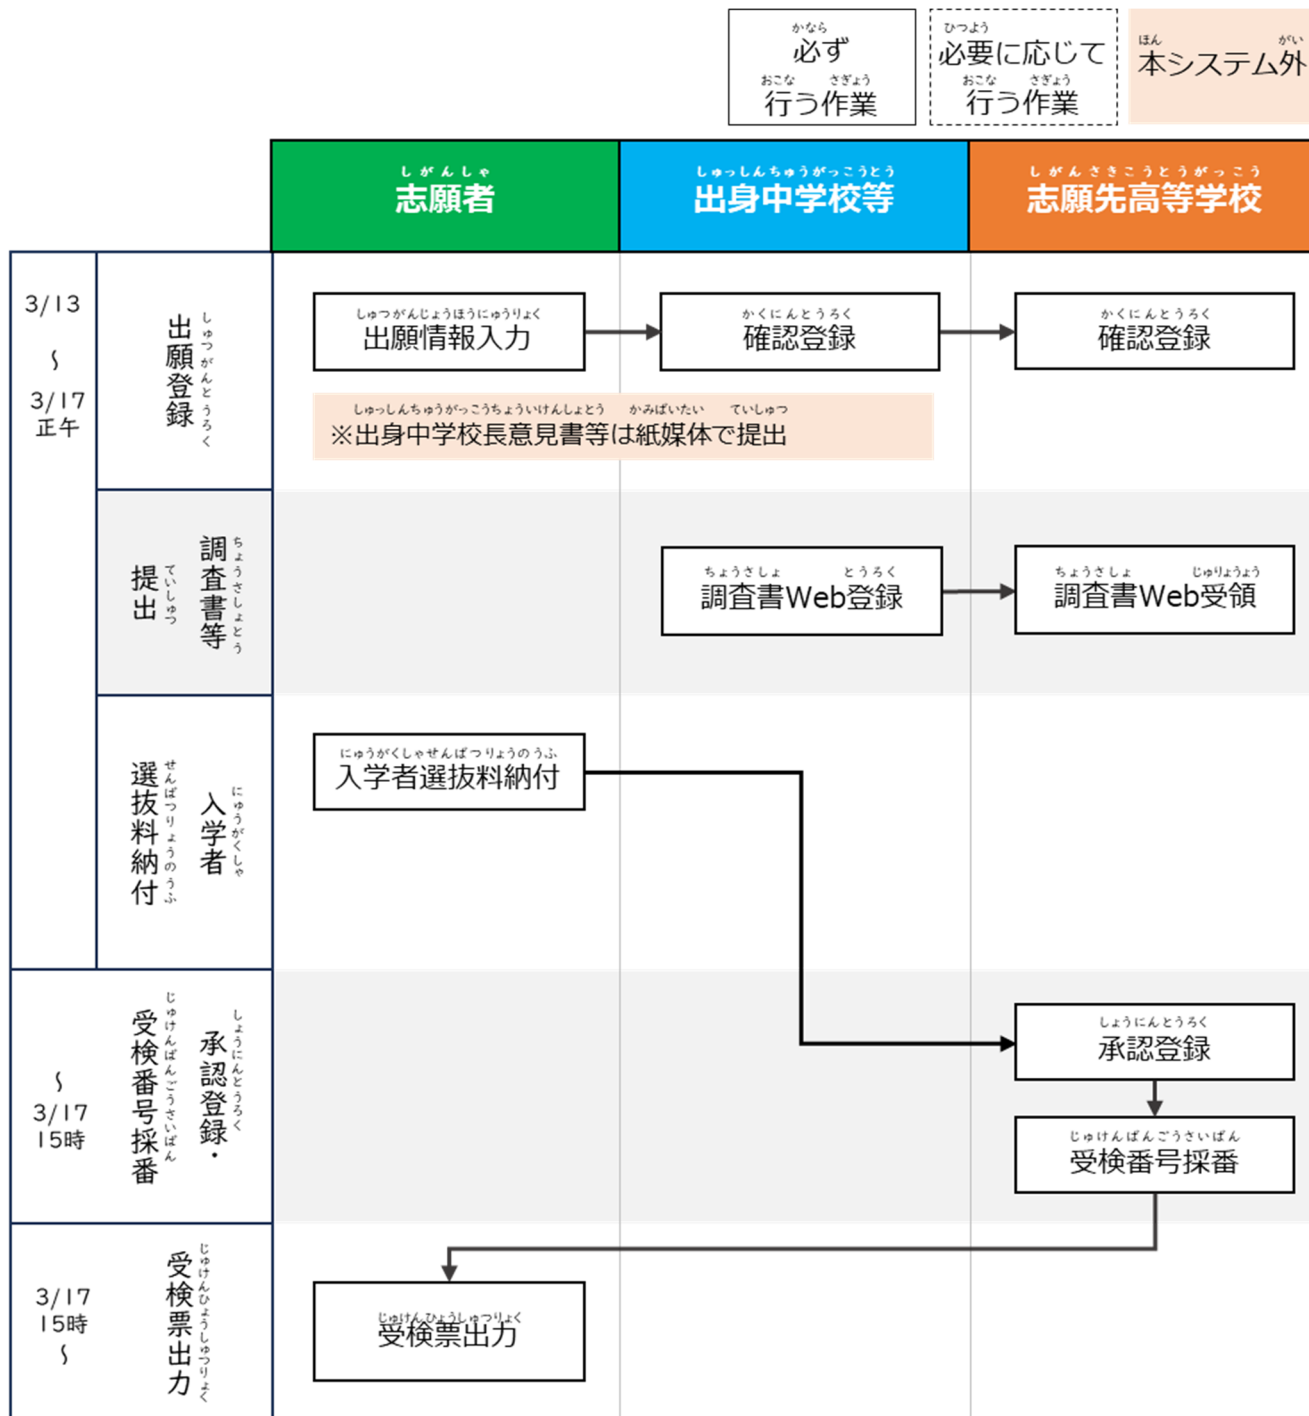 かなら
必ず
おこな さぎょう
行う作業
ひつよう
必要に応じて
おこな さぎょう
行う作業
ほん がい
本システム外
しがんしゃ
志願者
しゅっしんちゅうがっこうとう
出身中学校等
しがんさきこうとうがっこう
志願先高等学校
3/13
～
3/17
正午
しゅつがんとうろく
出願登録
しゅつがんじょうほうにゅうりょく
出願情報入力
かくにんとうろく
確認登録
かくにんとうろく
確認登録
しゅっしんちゅうがっこうちょういけんしょとう かみばいたい ていしゅつ
※出身中学校長意見書等は紙媒体で提出
ちょうさしょとう
調査書等
ていしゅつ
提出
ちょうさしょ とうろく
調査書Web登録
ちょうさしょ じゅりょうよう
調査書Web受領
にゅうがくしゃ
入学者
せんばつりょうのうふ
選抜料納付
にゅうがくしゃせんばつりょうのうふ
入学者選抜料納付
～
3/17
15時
しょうにんとうろく
承認登録・
じゅけんばんごうさいばん
受検番号採番
しょうにんとうろく
承認登録
じゅけんばんごうさいばん
受検番号採番
3/17
15時
～
じゅけんひょうしゅつりょく
受検票出力
じゅけんひょうしゅつりょく
受検票出力